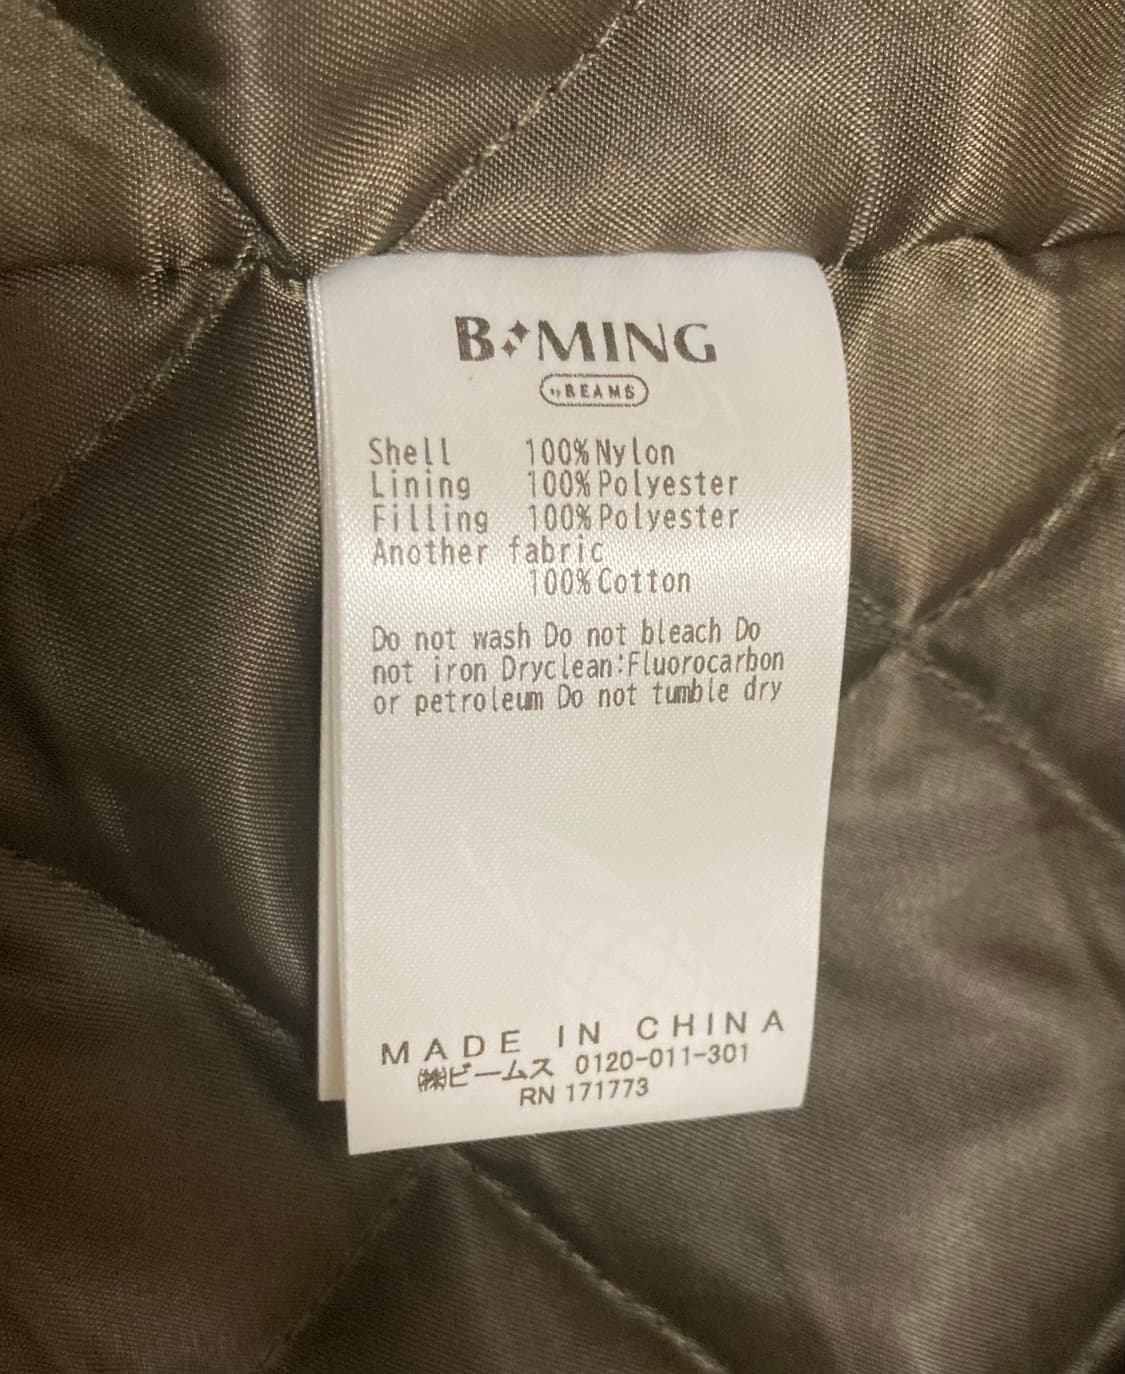 B MING
by BEAMS
Shell 100%Nylon
Lining 100%Polyester
Filling 100%Polyester
Another fabric
100%Cotton
Do not wash Do not bleach Do
not iron Dryclean:Fluorocarbon
or petroleum Do not tumble dry
MADE IN CHINA
㈱ビームス 0120-011-301
RN 171773